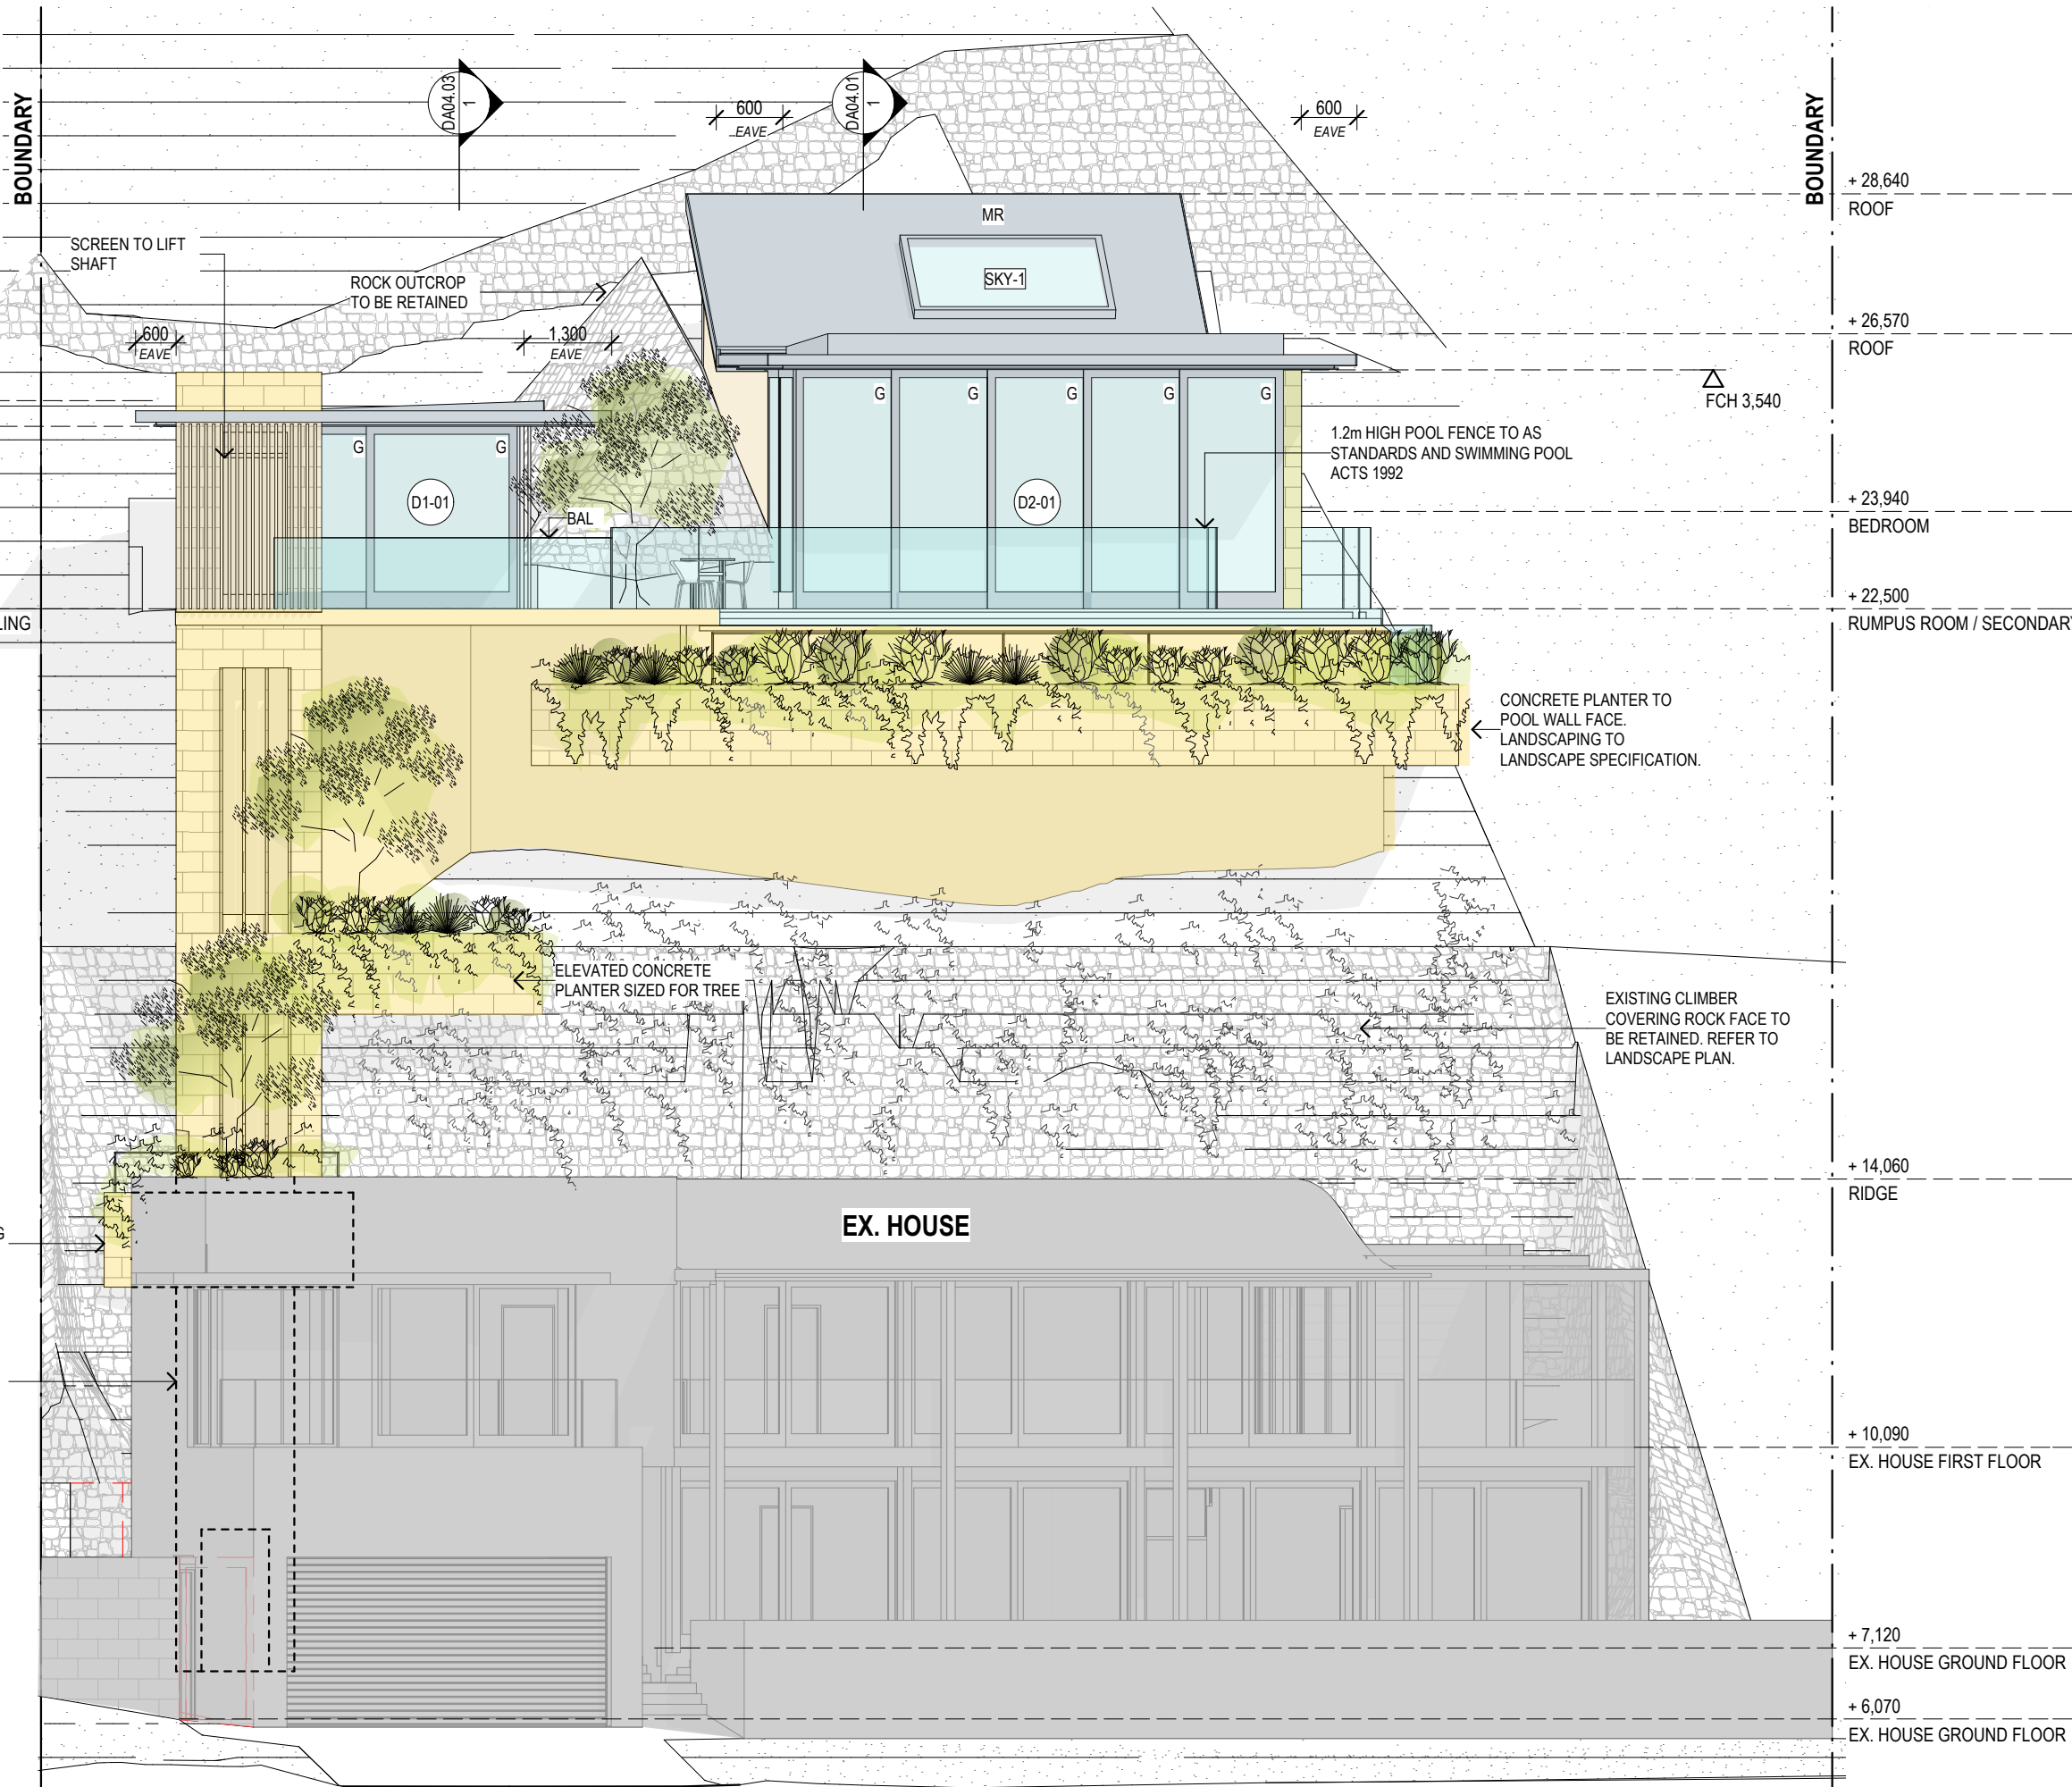 BOUNDARY
DA04.03
1
600
EAVE
DA04.01
1
600
EAVE
BOUNDARY
+ 28,640
ROOF
MR
SCREEN TO LIFT
SHAFT
ROCK OUTCROP
TO BE RETAINED
SKY-1
600
EAVE
1,300
EAVE
+ 26,570
ROOF
FCH 3,540
G
G
G
G
G
G
G
1.2m HIGH POOL FENCE TO AS
STANDARDS AND SWIMMING POOL
ACTS 1992
D1-01
D2-01
BAL
+ 23,940
BEDROOM
+ 22,500
RUMPUS ROOM / SECONDARY
LING
CONCRETE PLANTER TO
POOL WALL FACE.
LANDSCAPING TO
LANDSCAPE SPECIFICATION.
ELEVATED CONCRETE
PLANTER SIZED FOR TREE
EXISTING CLIMBER
COVERING ROCK FACE TO
BE RETAINED. REFER TO
LANDSCAPE PLAN.
+ 14,060
RIDGE
EX. HOUSE
+ 10,090
EX. HOUSE FIRST FLOOR
+ 7,120
EX. HOUSE GROUND FLOOR
+ 6,070
EX. HOUSE GROUND FLOOR